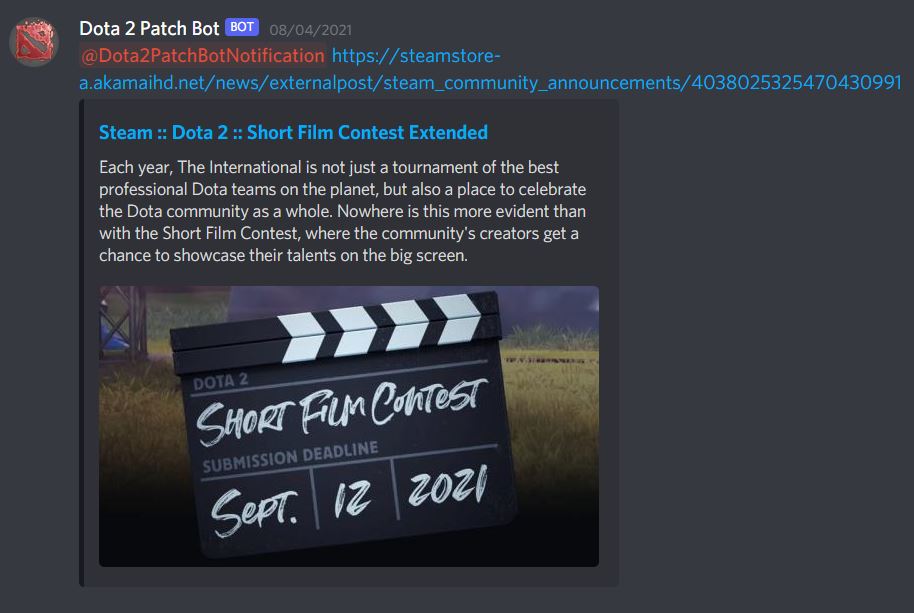 Dota 2 Patch Bot BOT 08/04/2021
@Dota2PatchBotNotification https://steamstore-
a.akamaihd.net/news/externalpost/steam_community_announcements/4038025325470430991
Steam :: Dota 2 :: Short Film Contest Extended
Each year, The International is not just a tournament of the best
professional Dota teams on the planet, but also a place to celebrate
the Dota community as a whole. Nowhere is this more evident than
with the Short Film Contest, where the community's creators get a
chance to showcase their talents on the big screen.
DOTA 2
SHORT FILM CONTEST
SUBMISSION DEADLINE
SEPT. 12 2021